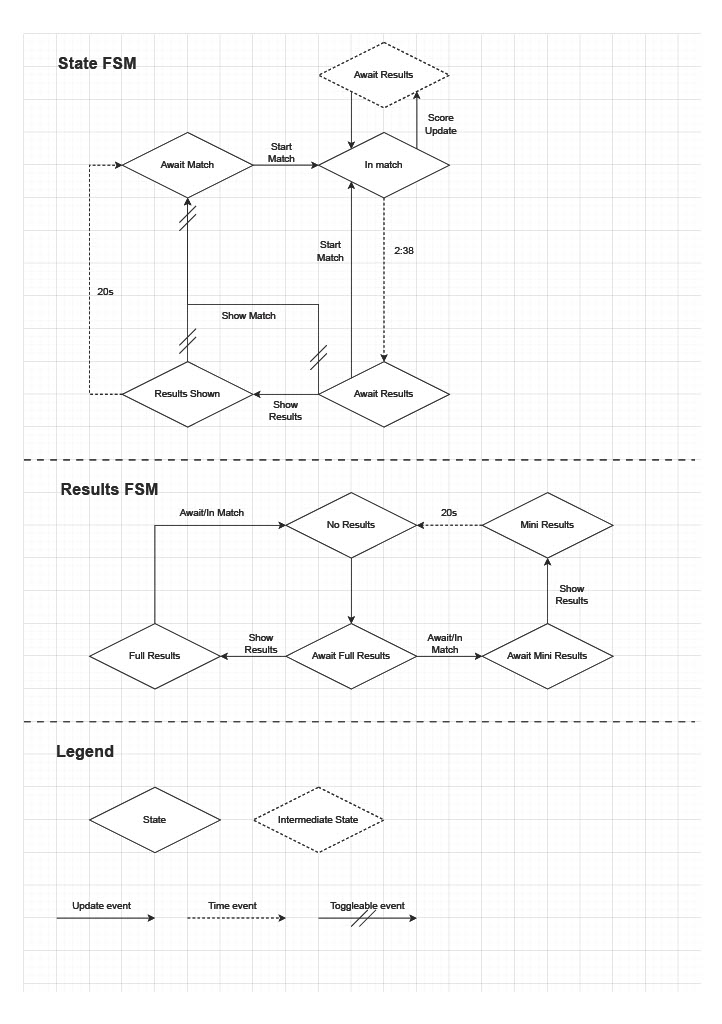 State FSM
Await Results
Score
Update
Await Match
Start
Match
In match
Start
Match
2:38
20s
Show Match
Results Shown
Show
Results
Await Results
Results FSM
Await/In Match
No Results
20s
Mini Results
Show
Results
Full Results
Show
Results
Await Full Results
Await/In
Match
Await Mini Results
Legend
State
Intermediate State
Update event
Time event
Toggleable event